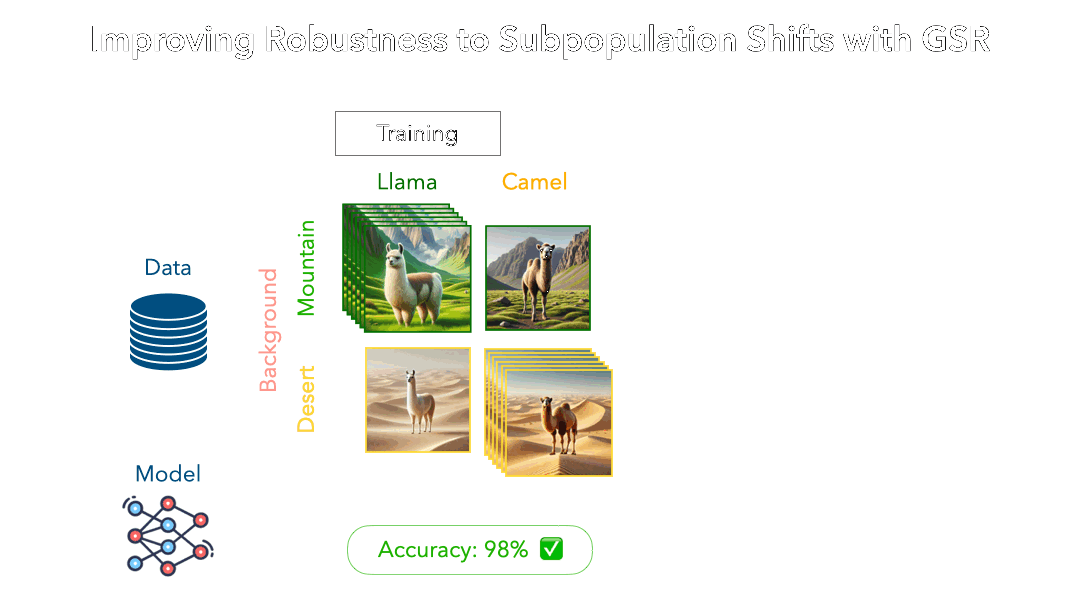 Improving Robustness to Subpopulation Shifts with GSR
Training
Llama
Camel
Mountain
Data
Background
Desert
Model
Accuracy: 98% ✅